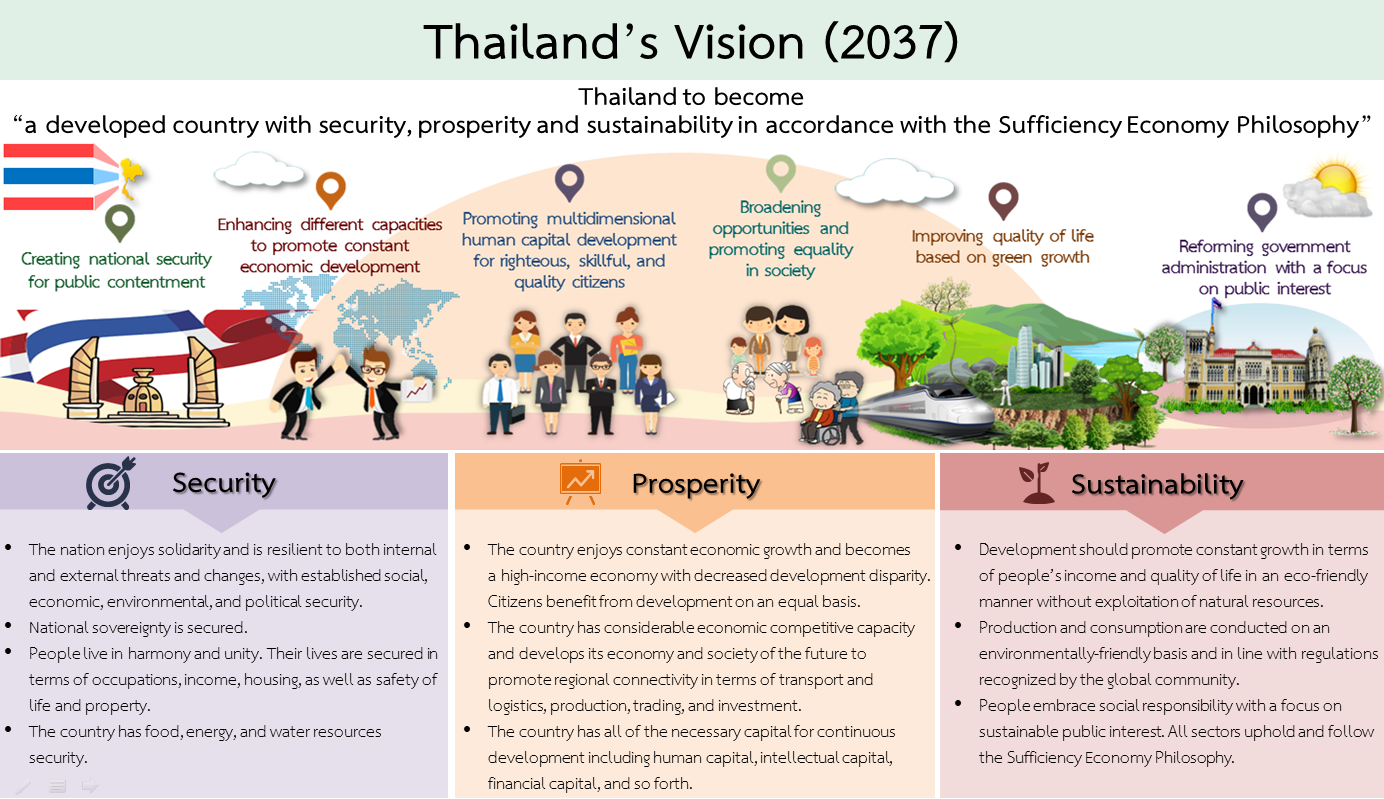 Thailand's Vision (2037)
Thailand to become
“a developed country with security, prosperity and sustainability in accordance with the Sufficiency Economy Philosophy”
Creating national security
for public contentment
Enhancing different capacities
to promote constant
economic development
Promoting multidimensional
human capital development
for righteous, skillful, and
quality citizens
Broadening
opportunities and
promoting equality
in society
Improving quality of life
based on green growth
Reforming government
administration with a focus
on public interest
Security
• The nation enjoys solidarity and is resilient to both internal
and external threats and changes, with established social,
economic, environmental, and political security.
• National sovereignty is secured.
• People live in harmony and unity. Their lives are secured in
terms of occupations, income, housing, as well as safety of
life and property.
• The country has food, energy, and water resources
security.
Prosperity
• The country enjoys constant economic growth and becomes
a high-income economy with decreased development disparity.
Citizens benefit from development on an equal basis.
• The country has considerable economic competitive capacity
and develops its economy and society of the future to
promote regional connectivity in terms of transport and
logistics, production, trading, and investment.
• The country has all of the necessary capital for continuous
development including human capital, intellectual capital,
financial capital, and so forth.
Sustainability
• Development should promote constant growth in terms
of people's income and quality of life in an eco-friendly
manner without exploitation of natural resources.
• Production and consumption are conducted on an
environmentally-friendly basis and in line with regulations
recognized by the global community.
• People embrace social responsibility with a focus on
sustainable public interest. All sectors uphold and follow
the Sufficiency Economy Philosophy.